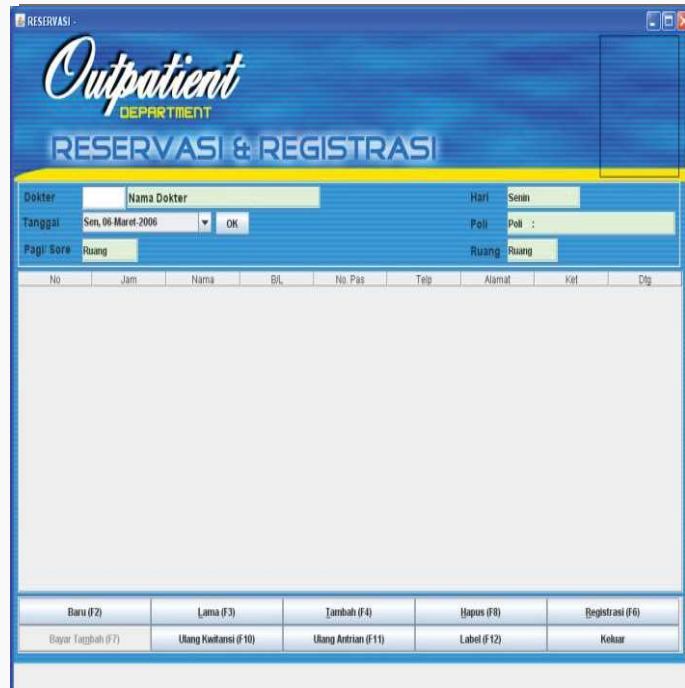 RESERVASI -
Outpatient
DEPARTMENT
RESERVASI & REGISTRASI
Dokter Nama Dokter Hari Senin
Tanggal Sen, 06-Maret-2006 OK Poli Poli :
Pagi/ Sore Ruang Ruang Ruang
No Jam Nama B/L No. Pas Telp Alamat Ket Dtg
Baru (F2) Lama (F3) Tambah (F4) Hapus (F8) Registrasi (F6)
Bayar Tambah (F7) Ulang Kwitansi (F10) Ulang Antrian (F11) Label (F12) Keluar